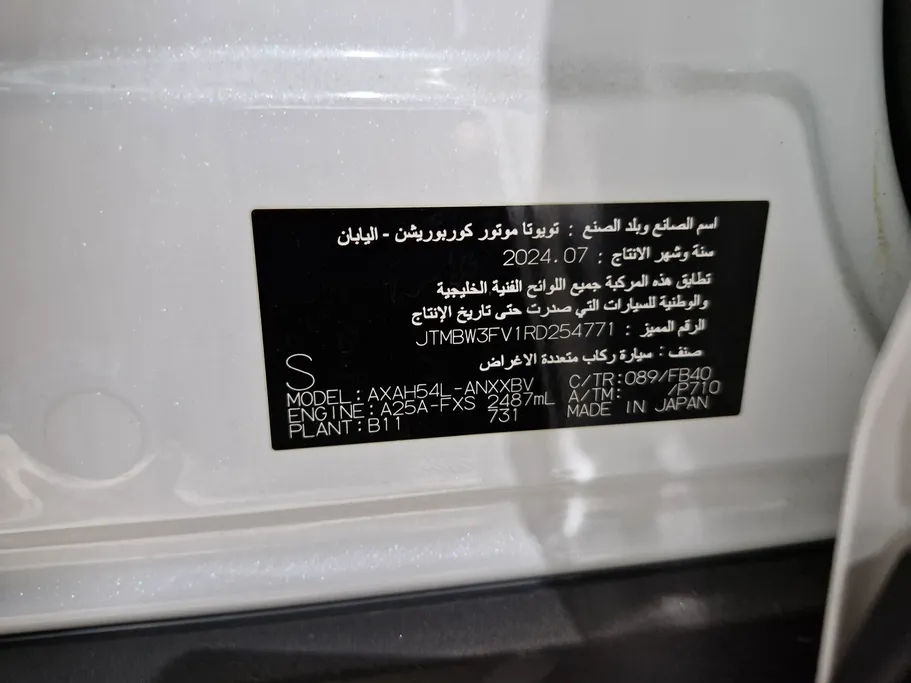 اسم الصانع وبلد الصنع : تويوتا موتور كوربوريشن - اليابان
سنة وشهر الانتاج : 2024.07
تطابق هذه المركبة جميع اللوائح الفنية الخليجية
والوطنية للسيارات التي صدرت حتى تاريخ الإنتاج
الرقم المميز : JTMBW3FV1RD254771
صنف : سيارة ركاب متعددة الاغراض
S
MODEL:AXAH54L-ANXXBV C/TR:089/FB40
ENGINE:A25A-FXS 2487mL A/TM: /P710
PLANT:B11 731 MADE IN JAPAN